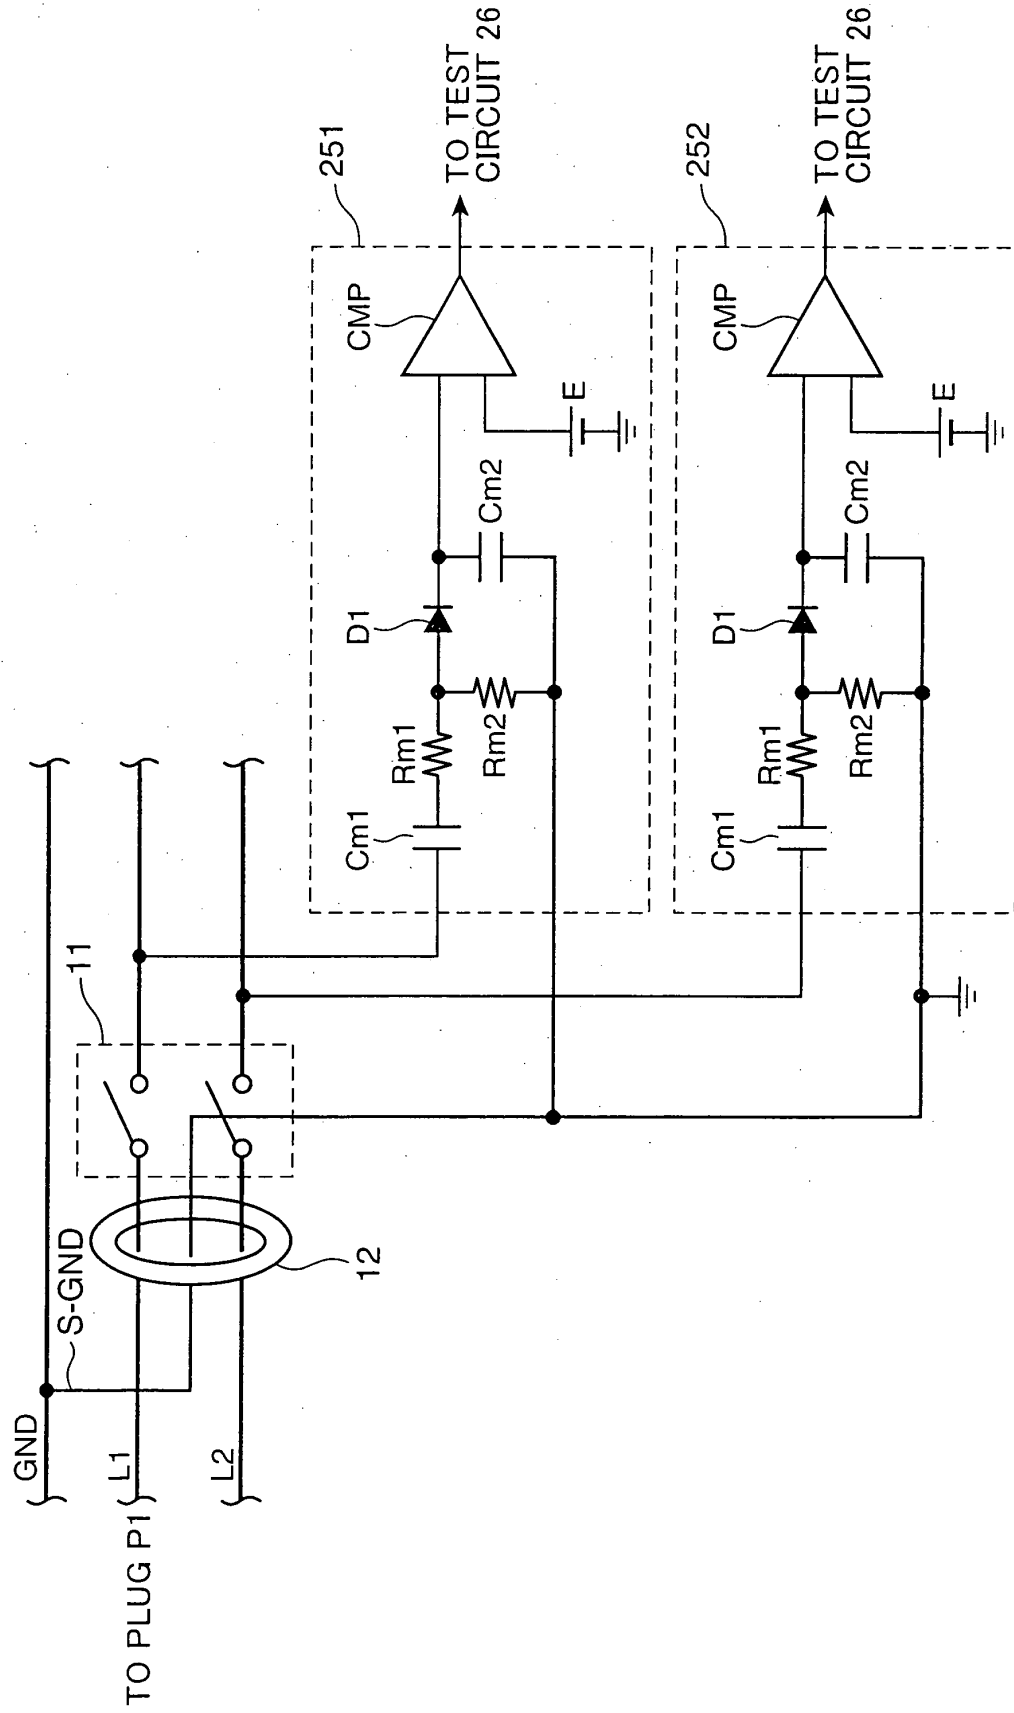 GND
S-GND
TO PLUG P1
L1
L2
11
12
251
CMP
TO TEST
CIRCUIT 26
D1
E
Cm1
Rm1
Rm2
Cm2
252
CMP
TO TEST
CIRCUIT 26
D1
E
Cm1
Rm1
Rm2
Cm2